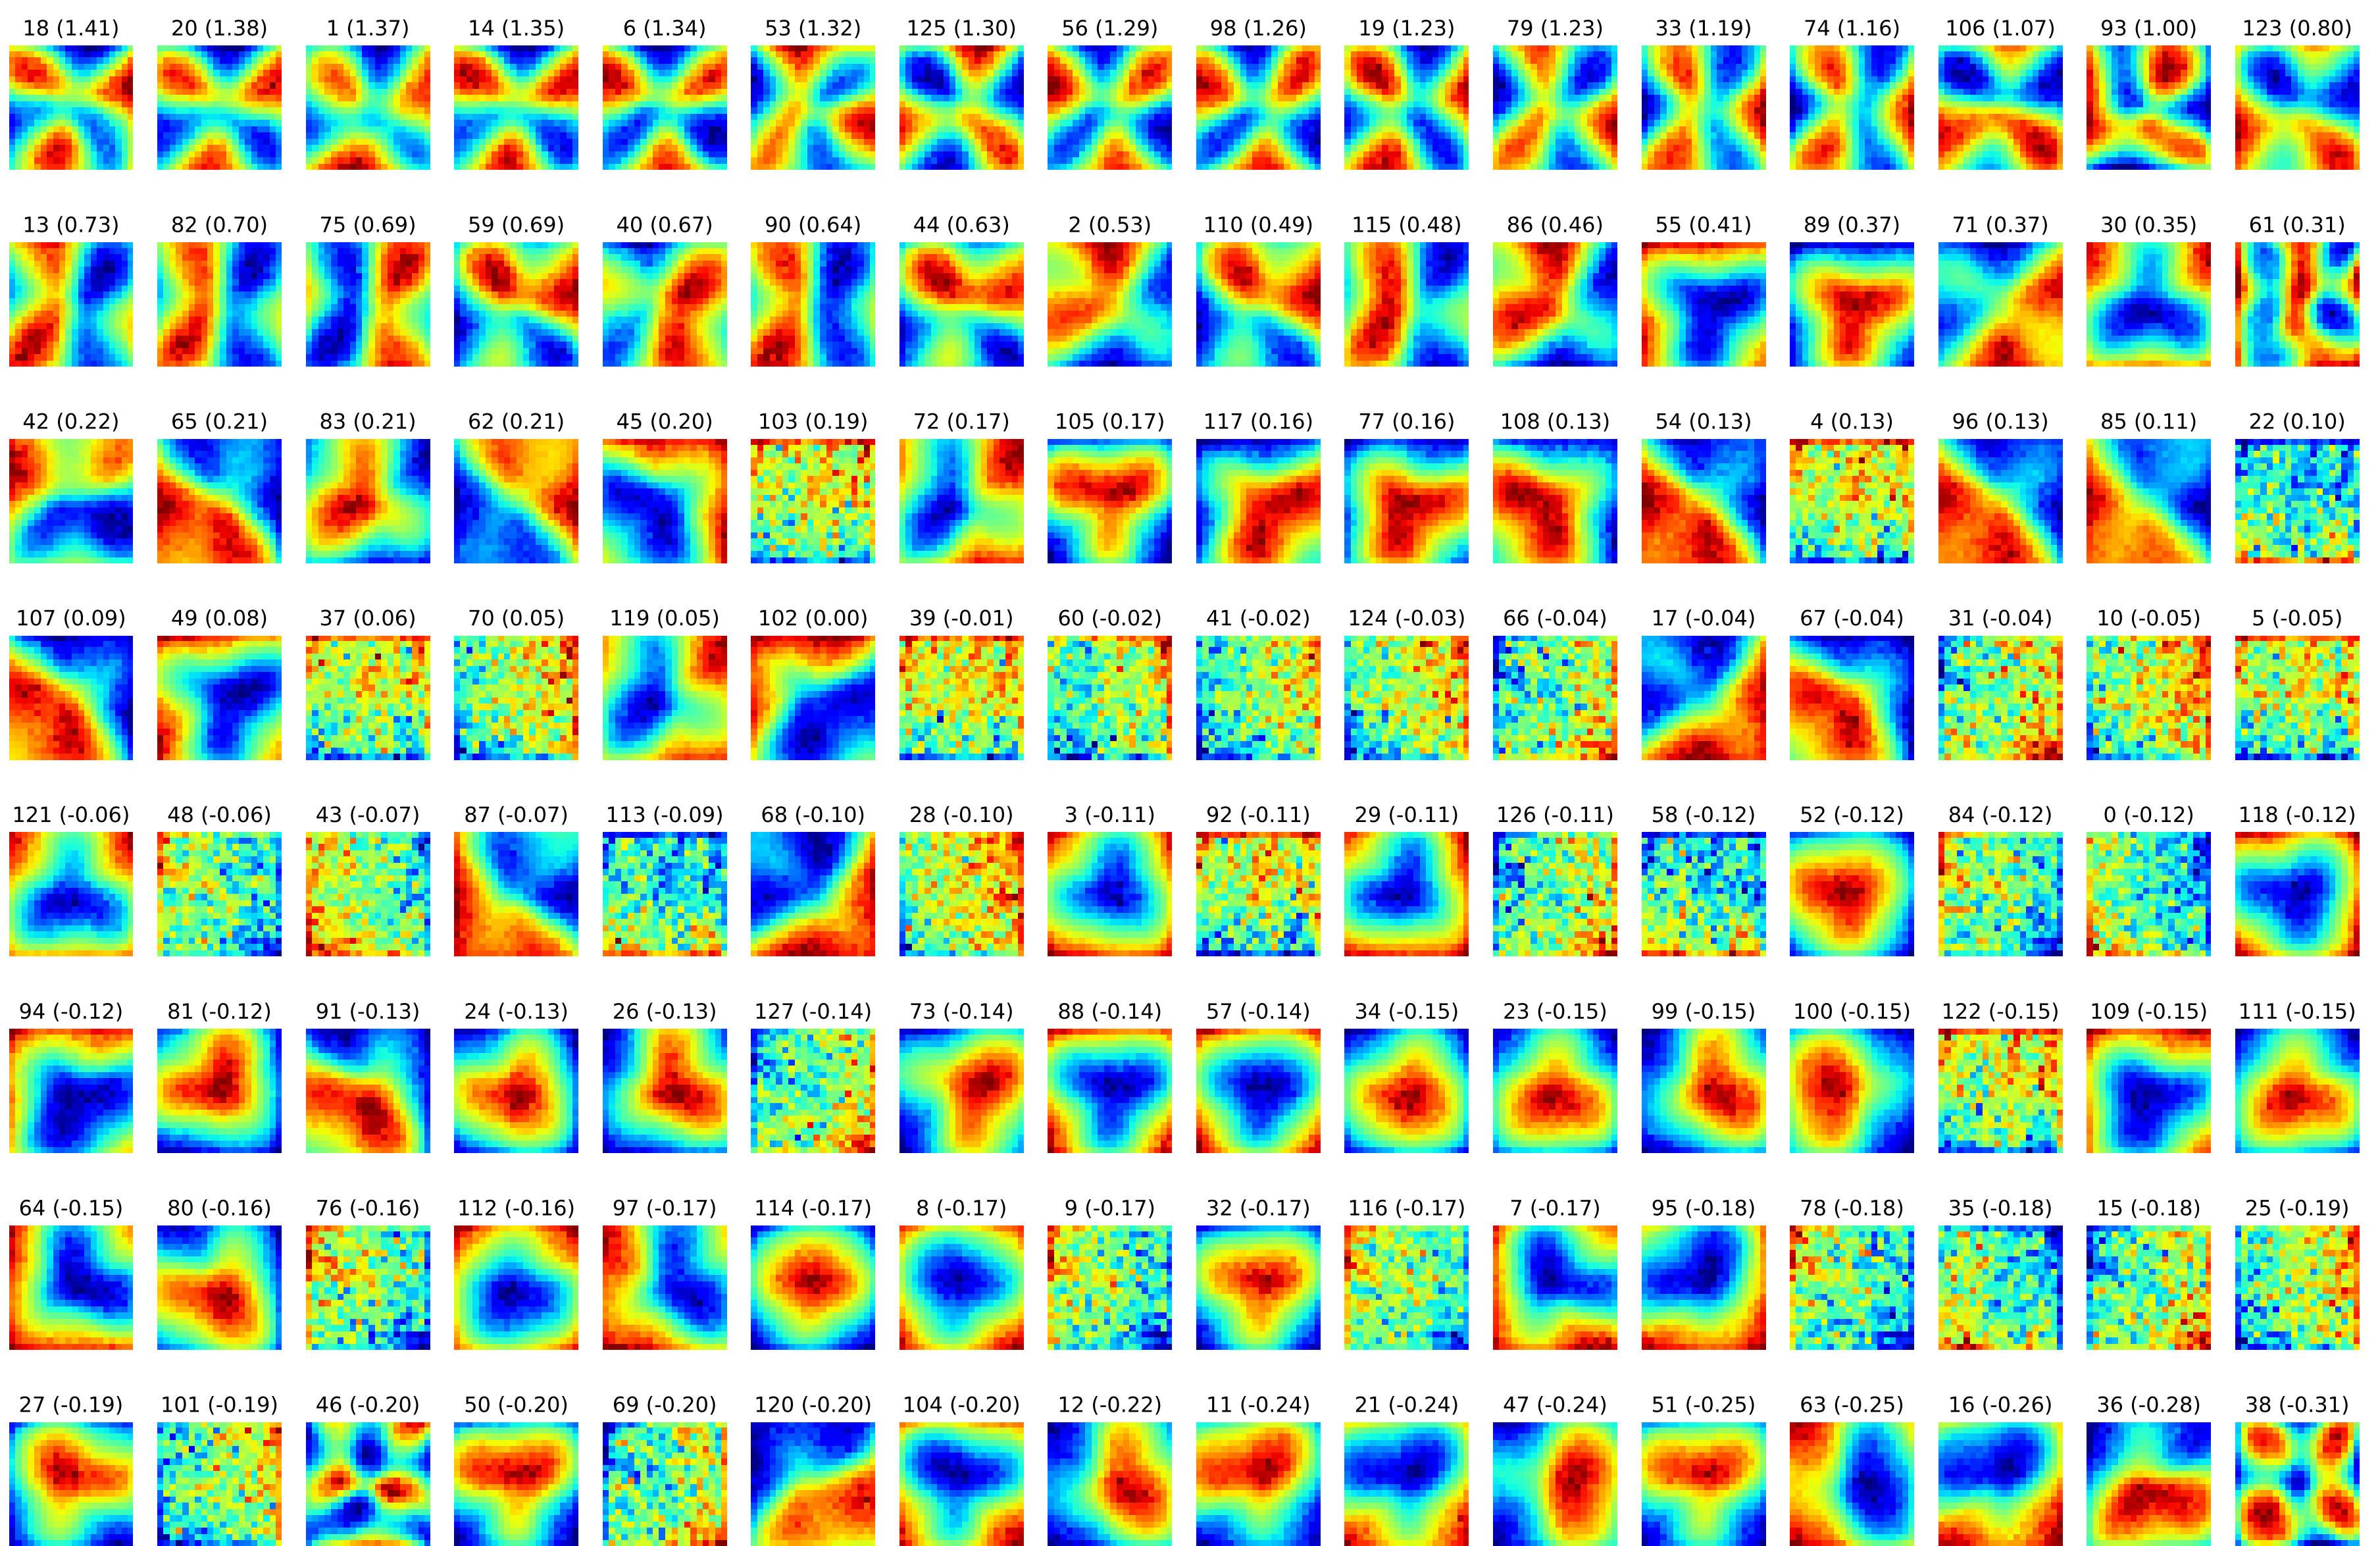 18 (1.41) 20 (1.38) 1 (1.37) 14 (1.35) 6 (1.34) 53 (1.32) 125 (1.30) 56 (1.29) 98 (1.26) 19 (1.23) 79 (1.23) 33 (1.19) 74 (1.16) 106 (1.07) 93 (1.00) 123 (0.80)
13 (0.73) 82 (0.70) 75 (0.69) 59 (0.69) 40 (0.67) 90 (0.64) 44 (0.63) 2 (0.53) 110 (0.49) 115 (0.48) 86 (0.46) 55 (0.41) 89 (0.37) 71 (0.37) 30 (0.35) 61 (0.31)
42 (0.22) 65 (0.21) 83 (0.21) 62 (0.21) 45 (0.20) 103 (0.19) 72 (0.17) 105 (0.17) 117 (0.16) 77 (0.16) 108 (0.13) 54 (0.13) 4 (0.13) 96 (0.13) 85 (0.11) 22 (0.10)
107 (0.09) 49 (0.08) 37 (0.06) 70 (0.05) 119 (0.05) 102 (0.00) 39 (-0.01) 60 (-0.02) 41 (-0.02) 124 (-0.03) 66 (-0.04) 17 (-0.04) 67 (-0.04) 31 (-0.04) 10 (-0.05) 5 (-0.05)
121 (-0.06) 48 (-0.06) 43 (-0.07) 87 (-0.07) 113 (-0.09) 68 (-0.10) 28 (-0.10) 3 (-0.11) 92 (-0.11) 29 (-0.11) 126 (-0.11) 58 (-0.12) 52 (-0.12) 84 (-0.12) 0 (-0.12) 118 (-0.12)
94 (-0.12) 81 (-0.12) 91 (-0.13) 24 (-0.13) 26 (-0.13) 127 (-0.14) 73 (-0.14) 88 (-0.14) 57 (-0.14) 34 (-0.15) 23 (-0.15) 99 (-0.15) 100 (-0.15) 122 (-0.15) 109 (-0.15) 111 (-0.15)
64 (-0.15) 80 (-0.16) 76 (-0.16) 112 (-0.16) 97 (-0.17) 114 (-0.17) 8 (-0.17) 9 (-0.17) 32 (-0.17) 116 (-0.17) 7 (-0.17) 95 (-0.18) 78 (-0.18) 35 (-0.18) 15 (-0.18) 25 (-0.19)
27 (-0.19) 101 (-0.19) 46 (-0.20) 50 (-0.20) 69 (-0.20) 120 (-0.20) 104 (-0.20) 12 (-0.22) 11 (-0.24) 21 (-0.24) 47 (-0.24) 51 (-0.25) 63 (-0.25) 16 (-0.26) 36 (-0.28) 38 (-0.31)